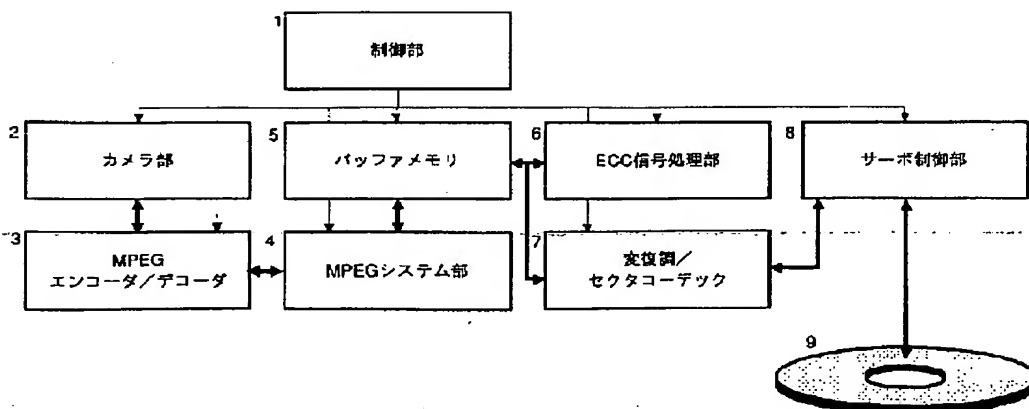 1
制御部
2
カメラ部
5
バッファメモリ
6
ECC信号処理部
8
サーボ制御部
3
MPEG
エンコーダ/デコーダ
4
MPEGシステム部
7
変復調/
セクタコーデック
9